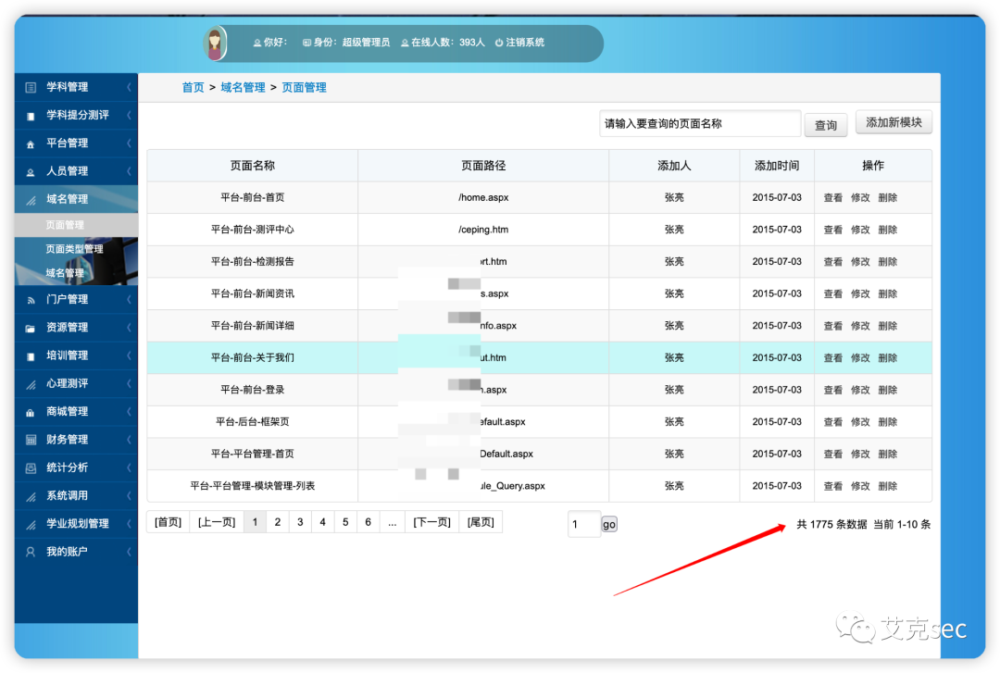 你好： 身份：超级管理员 在线人数：393人 注销系统
首页 > 域名管理 > 页面管理
学科管理
学科提分测评
平台管理
人员管理
域名管理
页面管理
页面类型管理
域名管理
门户管理
资源管理
培训管理
心理测评
商城管理
财务管理
统计分析
系统调用
学业规划管理
我的账户
请输入要查询的页面名称 查询 添加新模块
页面名称 页面路径 添加人 添加时间 操作
平台-前台-首页 /home.aspx 张亮 2015-07-03 查看 修改 删除
平台-前台-测评中心 /ceping.htm 张亮 2015-07-03 查看 修改 删除
平台-前台-检测报告 rt.htm 张亮 2015-07-03 查看 修改 删除
平台-前台-新闻资讯 s.aspx 张亮 2015-07-03 查看 修改 删除
平台-前台-新闻详细 nfo.aspx 张亮 2015-07-03 查看 修改 删除
平台-前台-关于我们 ut.htm 张亮 2015-07-03 查看 修改 删除
平台-前台-登录 .aspx 张亮 2015-07-03 查看 修改 删除
平台-后台-框架页 efault.aspx 张亮 2015-07-03 查看 修改 删除
平台-平台管理-首页 Default.aspx 张亮 2015-07-03 查看 修改 删除
平台-平台管理-模块管理-列表 ule_Query.aspx 张亮 2015-07-03 查看 修改 删除
[首页] [上一页] 1 2 3 4 5 6 ... [下一页] [尾页] 1 go 共 1775 条数据 当前 1-10 条
艾克sec